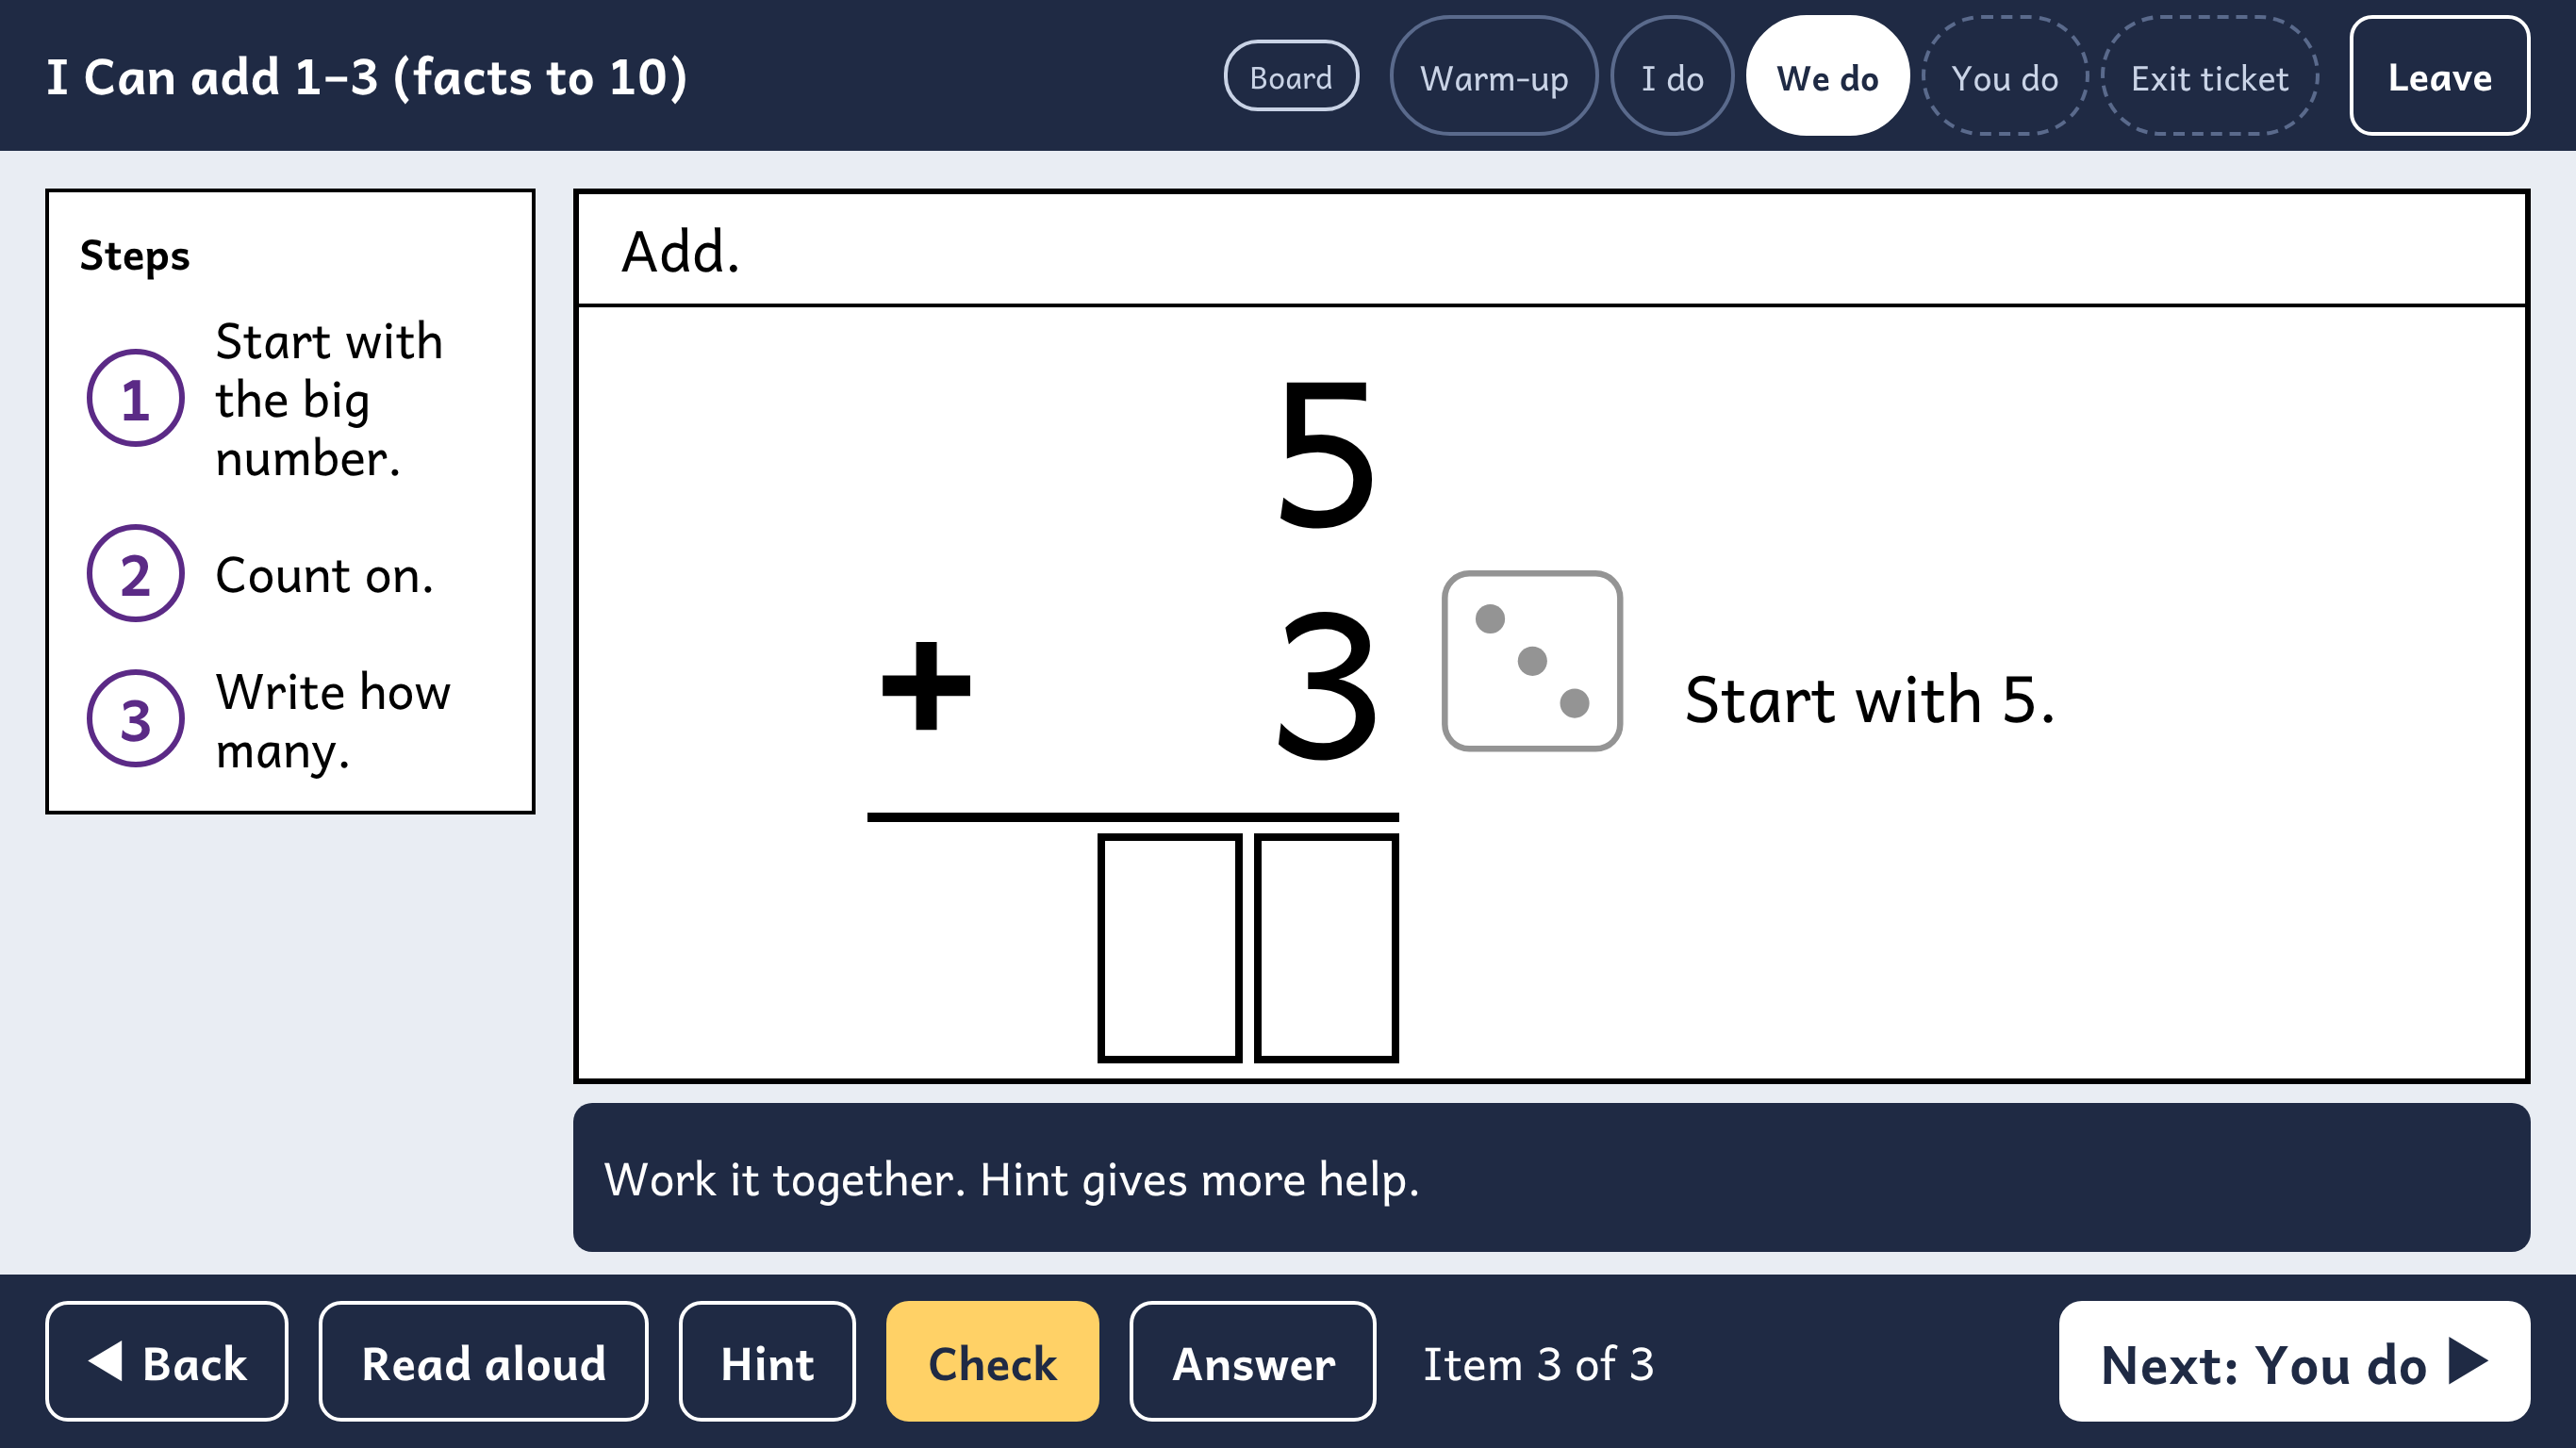 I Can add 1–3 (facts to 10)
Board
Warm-up
I do
We do
You do
Exit ticket
Leave
Steps
1
Start with
the big
number.
2
Count on.
3
Write how
many.
Add.
5
+ 3
Start with 5.
Work it together. Hint gives more help.
Back
Read aloud
Hint
Check
Answer
Item 3 of 3
Next: You do